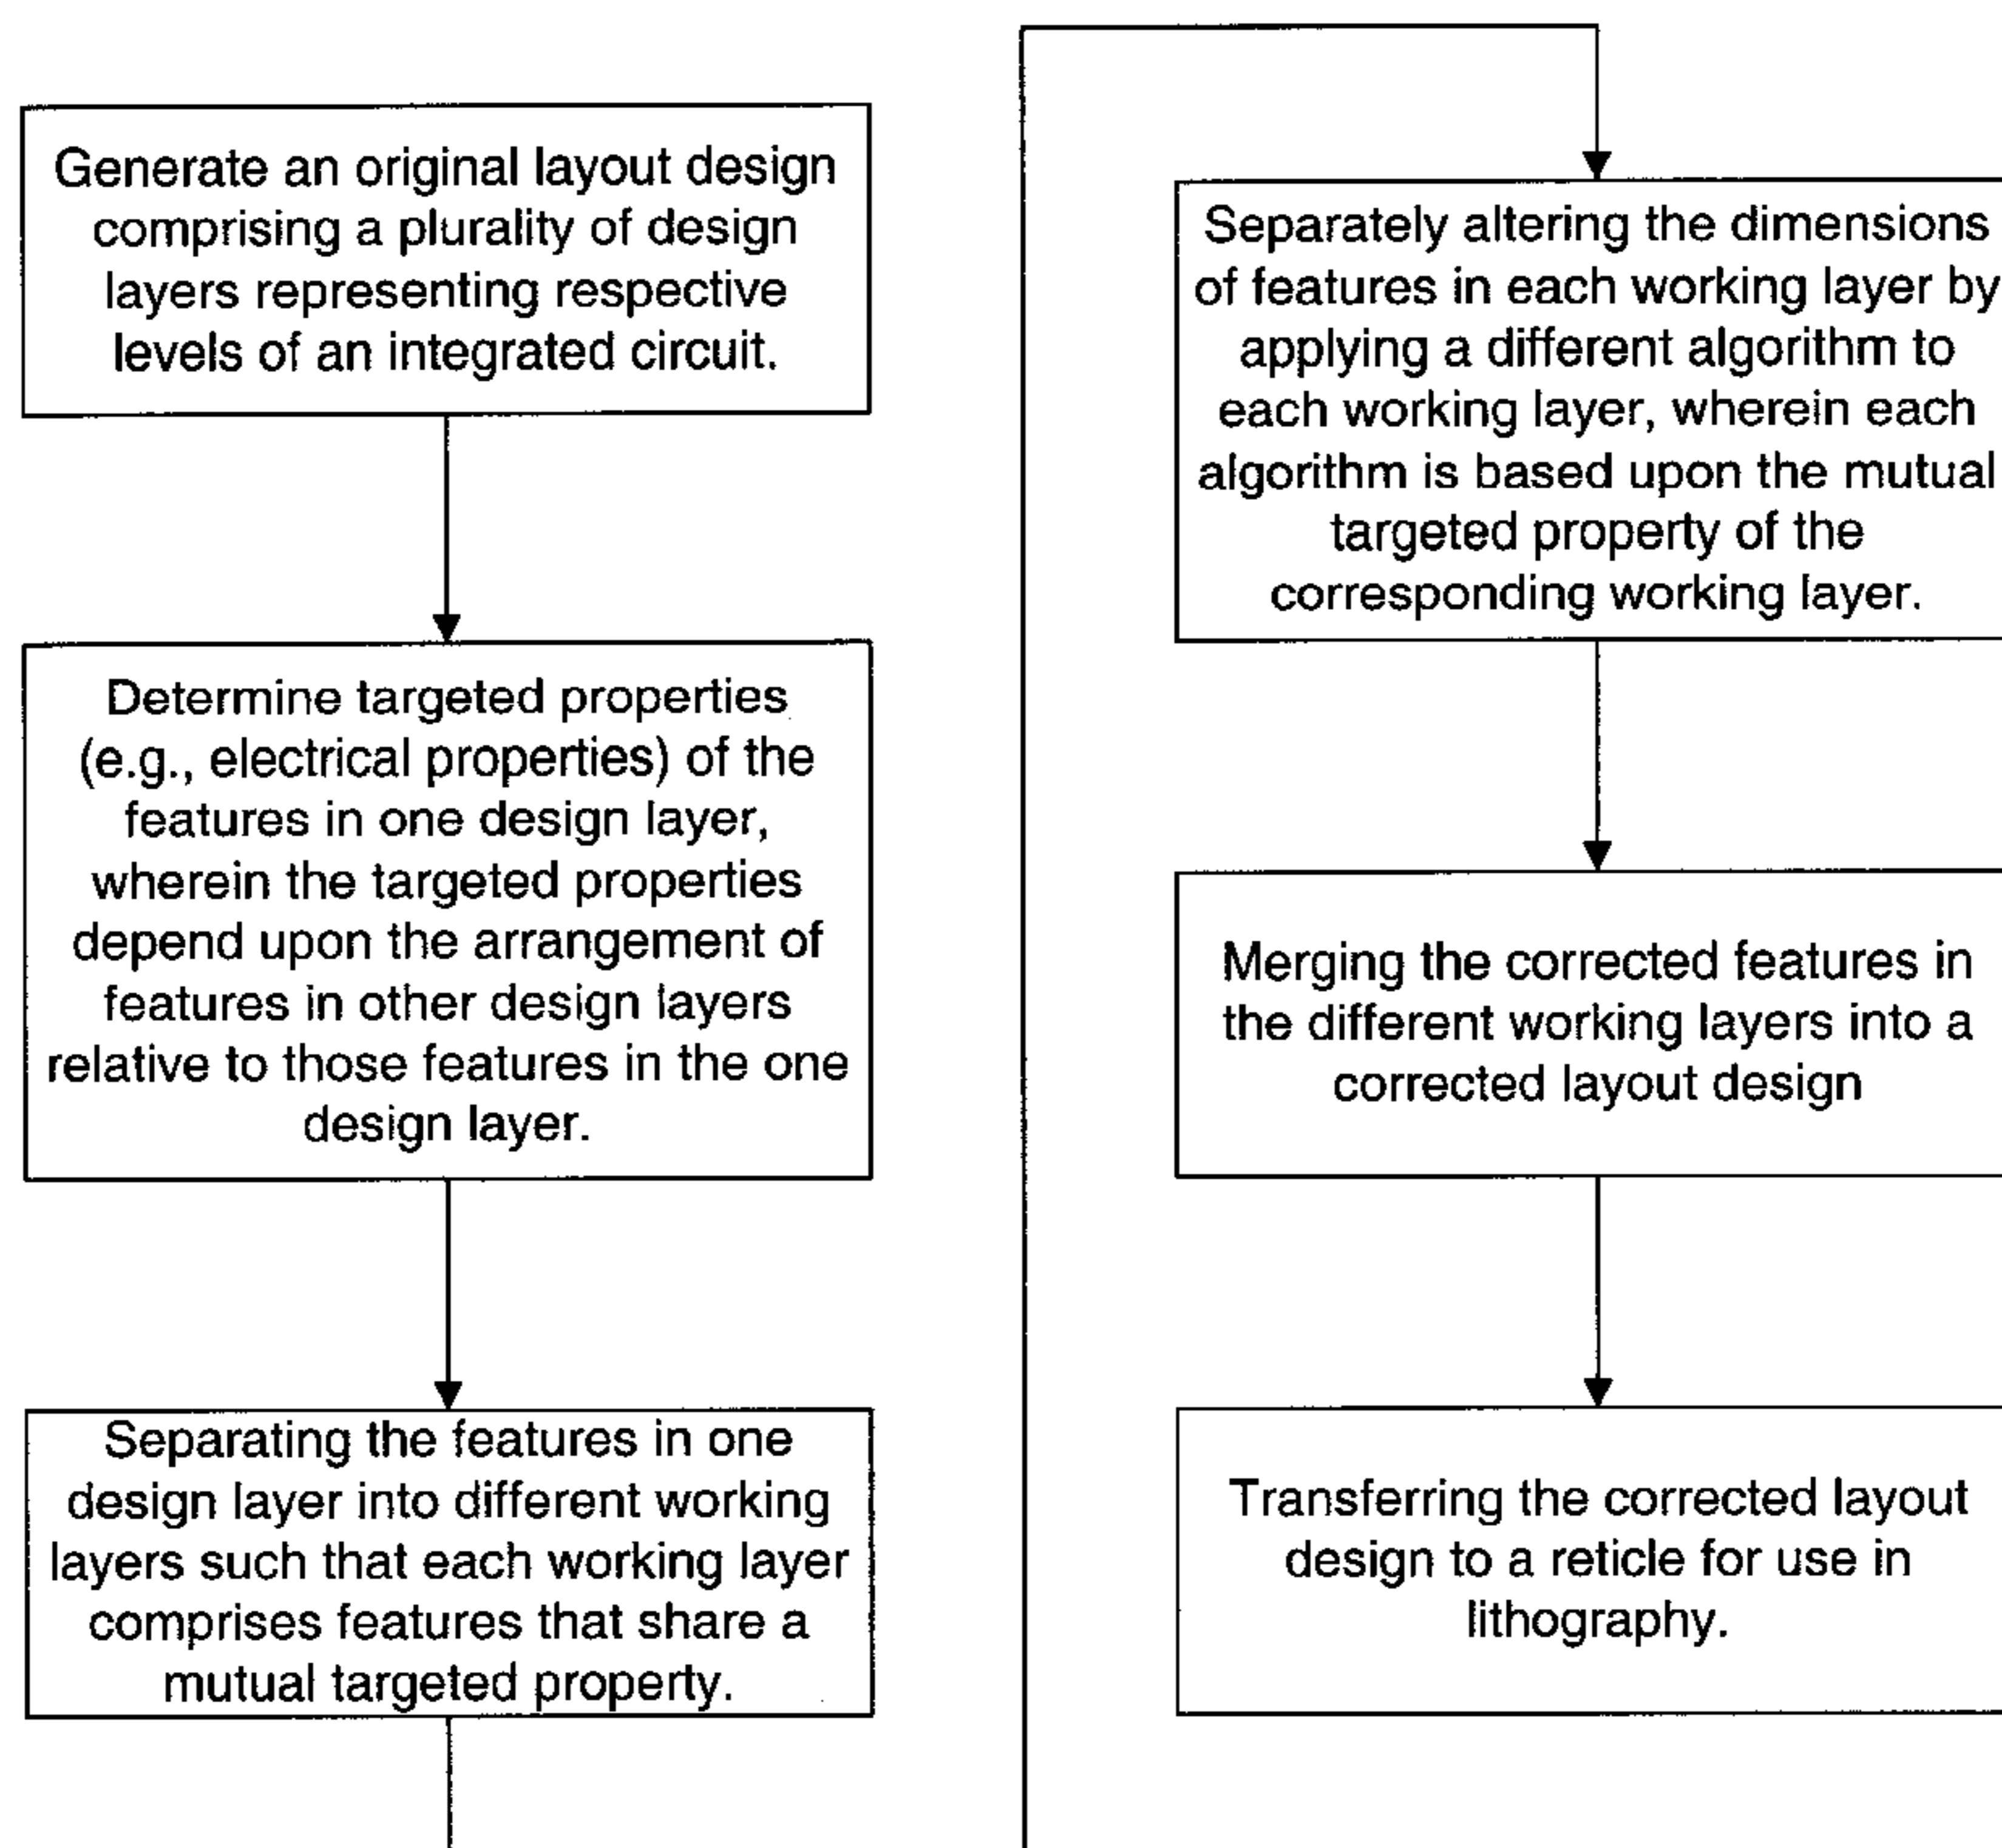 Generate an original layout design
comprising a plurality of design
layers representing respective
levels of an integrated circuit.
Determine targeted properties
(e.g., electrical properties) of the
features in one design layer,
wherein the targeted properties
depend upon the arrangement of
features in other design layers
relative to those features in the one
design layer.
Separating the features in one
design layer into different working
layers such that each working layer
comprises features that share a
mutual targeted property.
Separately altering the dimensions
of features in each working layer by
applying a different algorithm to
each working layer, wherein each
algorithm is based upon the mutual
targeted property of the
corresponding working layer.
Merging the corrected features in
the different working layers into a
corrected layout design
Transferring the corrected layout
design to a reticle for use in
lithography.